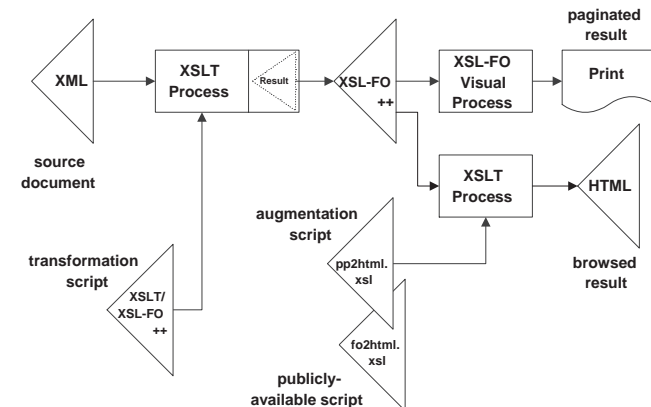 paginated
result
XML
XSLT
Process
Result
XSL-FO
++
XSL-FO
Visual
Process
Print
source
document
XSLT
Process
HTML
augmentation
script
browsed
result
transformation
script
pp2html.
xsl
XSLT/
XSL-FO
++
fo2html.
xsl
publicly-
available script